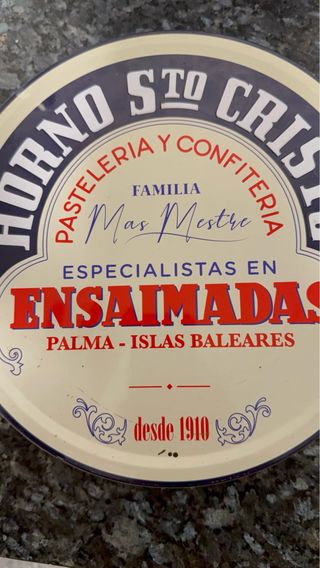 HORNO STO CRISTO
PASTELERIA Y CONFITERIA
FAMILIA
Mas Mestre
ESPECIALISTAS EN
ENSAIMADAS
PALMA - ISLAS BALEARES
desde 1910